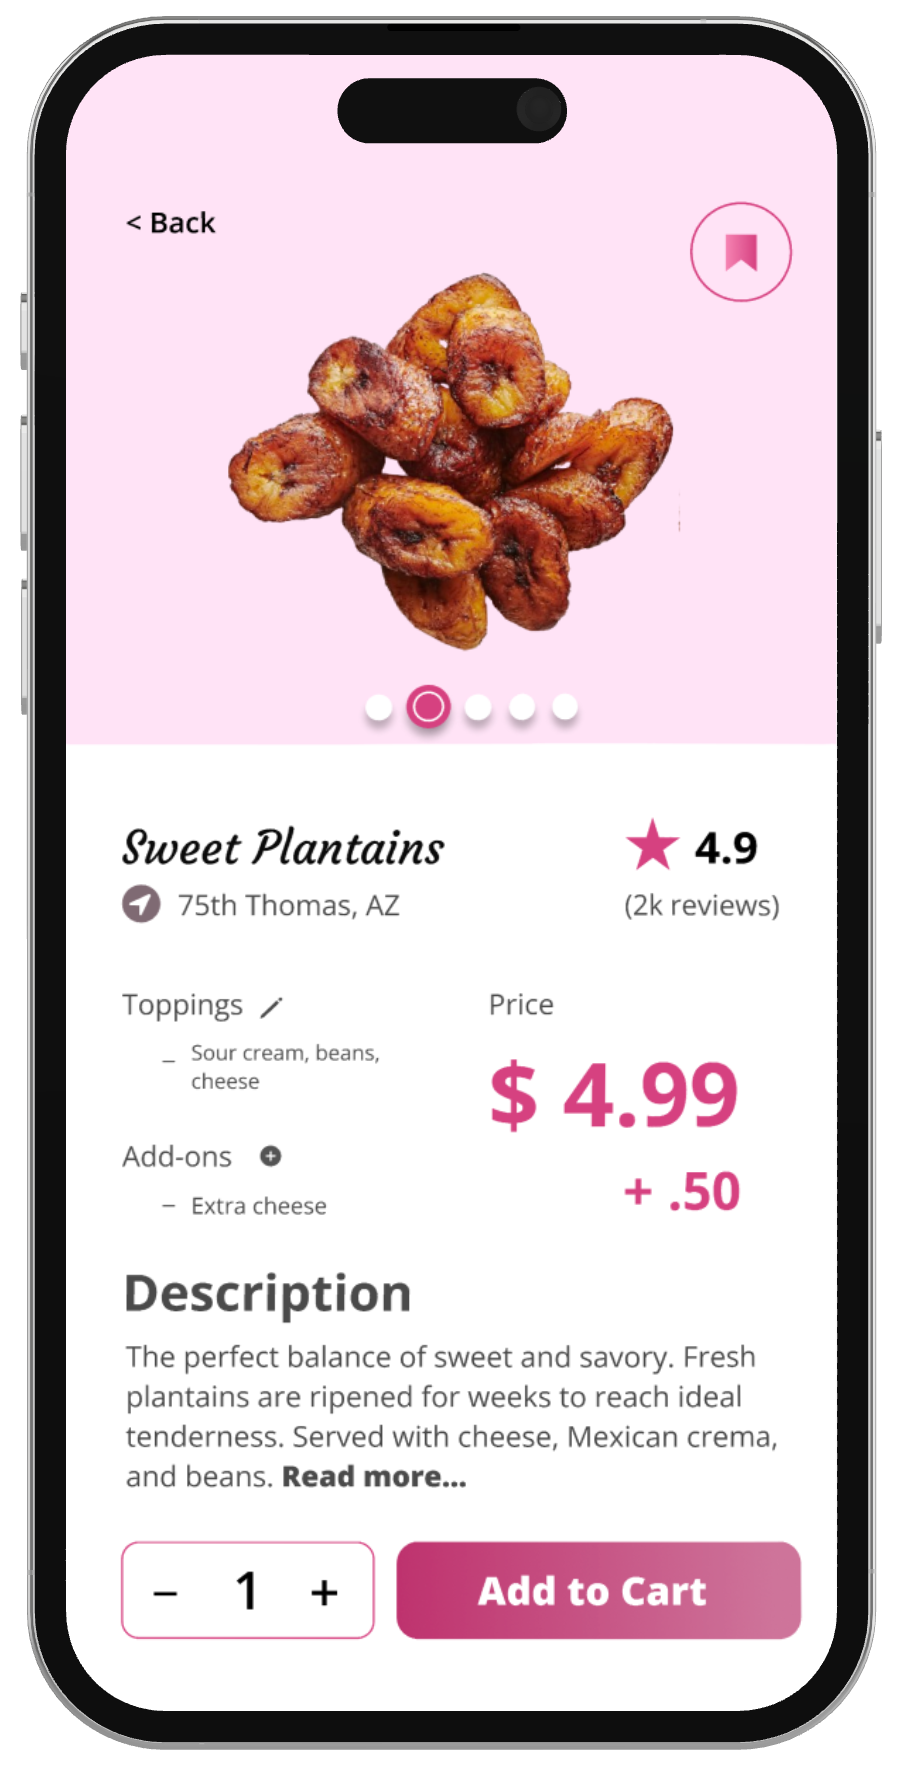 < Back
Sweet Plantains
4.9
75th Thomas, AZ
(2k reviews)
Toppings
_ Sour cream, beans,
cheese
Price
$ 4.99
Add-ons
– Extra cheese
+ .50
Description
The perfect balance of sweet and savory. Fresh
plantains are ripened for weeks to reach ideal
tenderness. Served with cheese, Mexican crema,
and beans. Read more...
– 1 +
Add to Cart